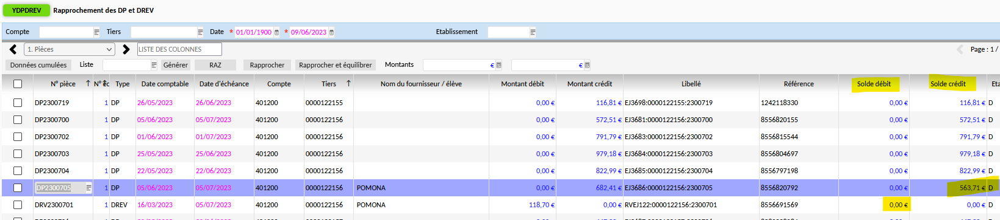 YDPDREV Rapprochement des DP et DREV
Compte Tiers Date * 01/01/1900 * 09/06/2023 Etablissement
1. Pièces LISTE DES COLONNES Page : 1 /
Données cumulées Liste Générer RAZ Rapprocher Rapprocher et équilibrer Montants € €
N° pièce ↑ N° éc Type Date comptable Date d'échéance Compte Tiers ↑ Nom du fournisseur / élève Montant débit Montant crédit Libellé Référence Solde débit Solde crédit Eta
DP2300719 1 DP 26/05/2023 26/06/2023 401200 0000122155 0,00 € 116,81 € EJ3698:0000122155:2300719 1242118330 0,00 € 116,81 € D
DP2300700 1 DP 05/06/2023 05/07/2023 401200 0000122156 0,00 € 572,51 € EJ3681:0000122156:2300700 8556820155 0,00 € 572,51 € D
DP2300702 1 DP 01/06/2023 01/07/2023 401200 0000122156 0,00 € 791,79 € EJ3683:0000122156:2300702 8556815544 0,00 € 791,79 € D
DP2300703 1 DP 25/05/2023 25/06/2023 401200 0000122156 0,00 € 979,18 € EJ3684:0000122156:2300703 8556804697 0,00 € 979,18 € D
DP2300704 1 DP 22/05/2023 22/06/2023 401200 0000122156 0,00 € 822,99 € EJ3685:0000122156:2300704 8556797198 0,00 € 822,99 € D
DP2300705 1 DP 05/06/2023 05/07/2023 401200 0000122156 POMONA 0,00 € 682,41 € EJ3686:0000122156:2300705 8556820792 0,00 € 563,71 € D
DRV2300701 1 DREV 16/03/2023 05/07/2023 401200 0000122156 POMONA 118,70 € 0,00 € RVEJ122:0000122156:2300701 8556691569 0,00 € 0,00 € D